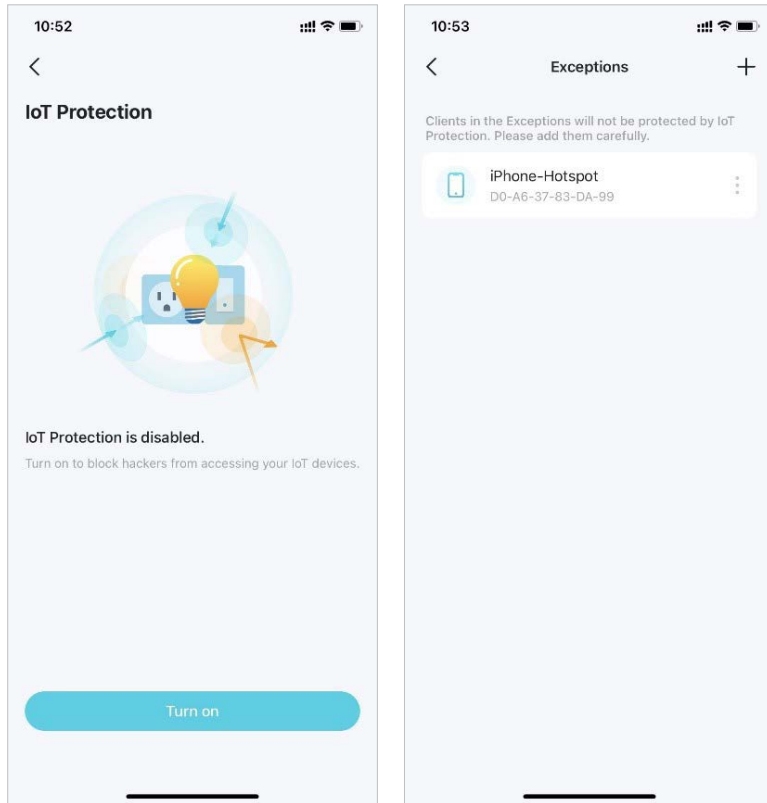 10:52
IoT Protection
IoT Protection is disabled.
Turn on to block hackers from accessing your IoT devices.
Turn on
10:53
Exceptions
Clients in the Exceptions will not be protected by IoT
Protection. Please add them carefully.
iPhone-Hotspot
D0-A6-37-83-DA-99